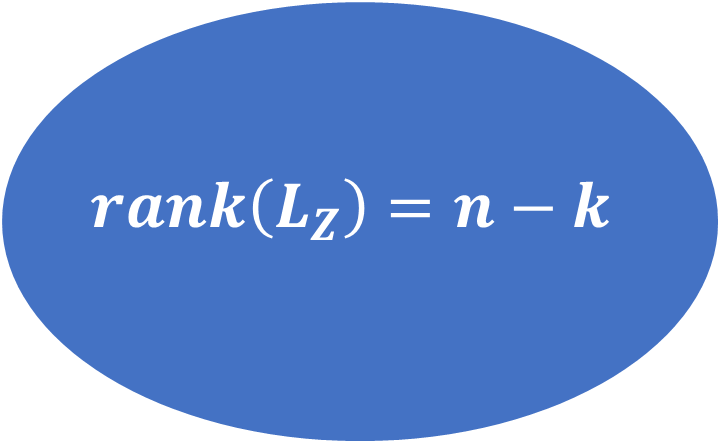 rank(L_Z) = n − k